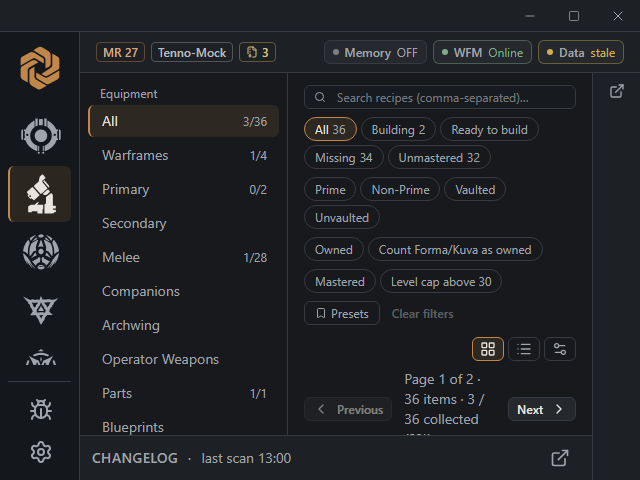 MR 27 Tenno-Mock 3 Memory OFF WFM Online Data stale
Equipment
All 3/36
Warframes 1/4
Primary 0/2
Secondary
Melee 1/28
Companions
Archwing
Operator Weapons
Parts 1/1
Blueprints
Search recipes (comma-separated)...
All 36 Building 2 Ready to build
Missing 34 Unmastered 32
Prime Non-Prime Vaulted
Unvaulted
Owned Count Forma/Kuva as owned
Mastered Level cap above 30
Presets Clear filters
Previous
Page 1 of 2 ·
36 items · 3 /
36 collected
Next
CHANGELOG · last scan 13:00